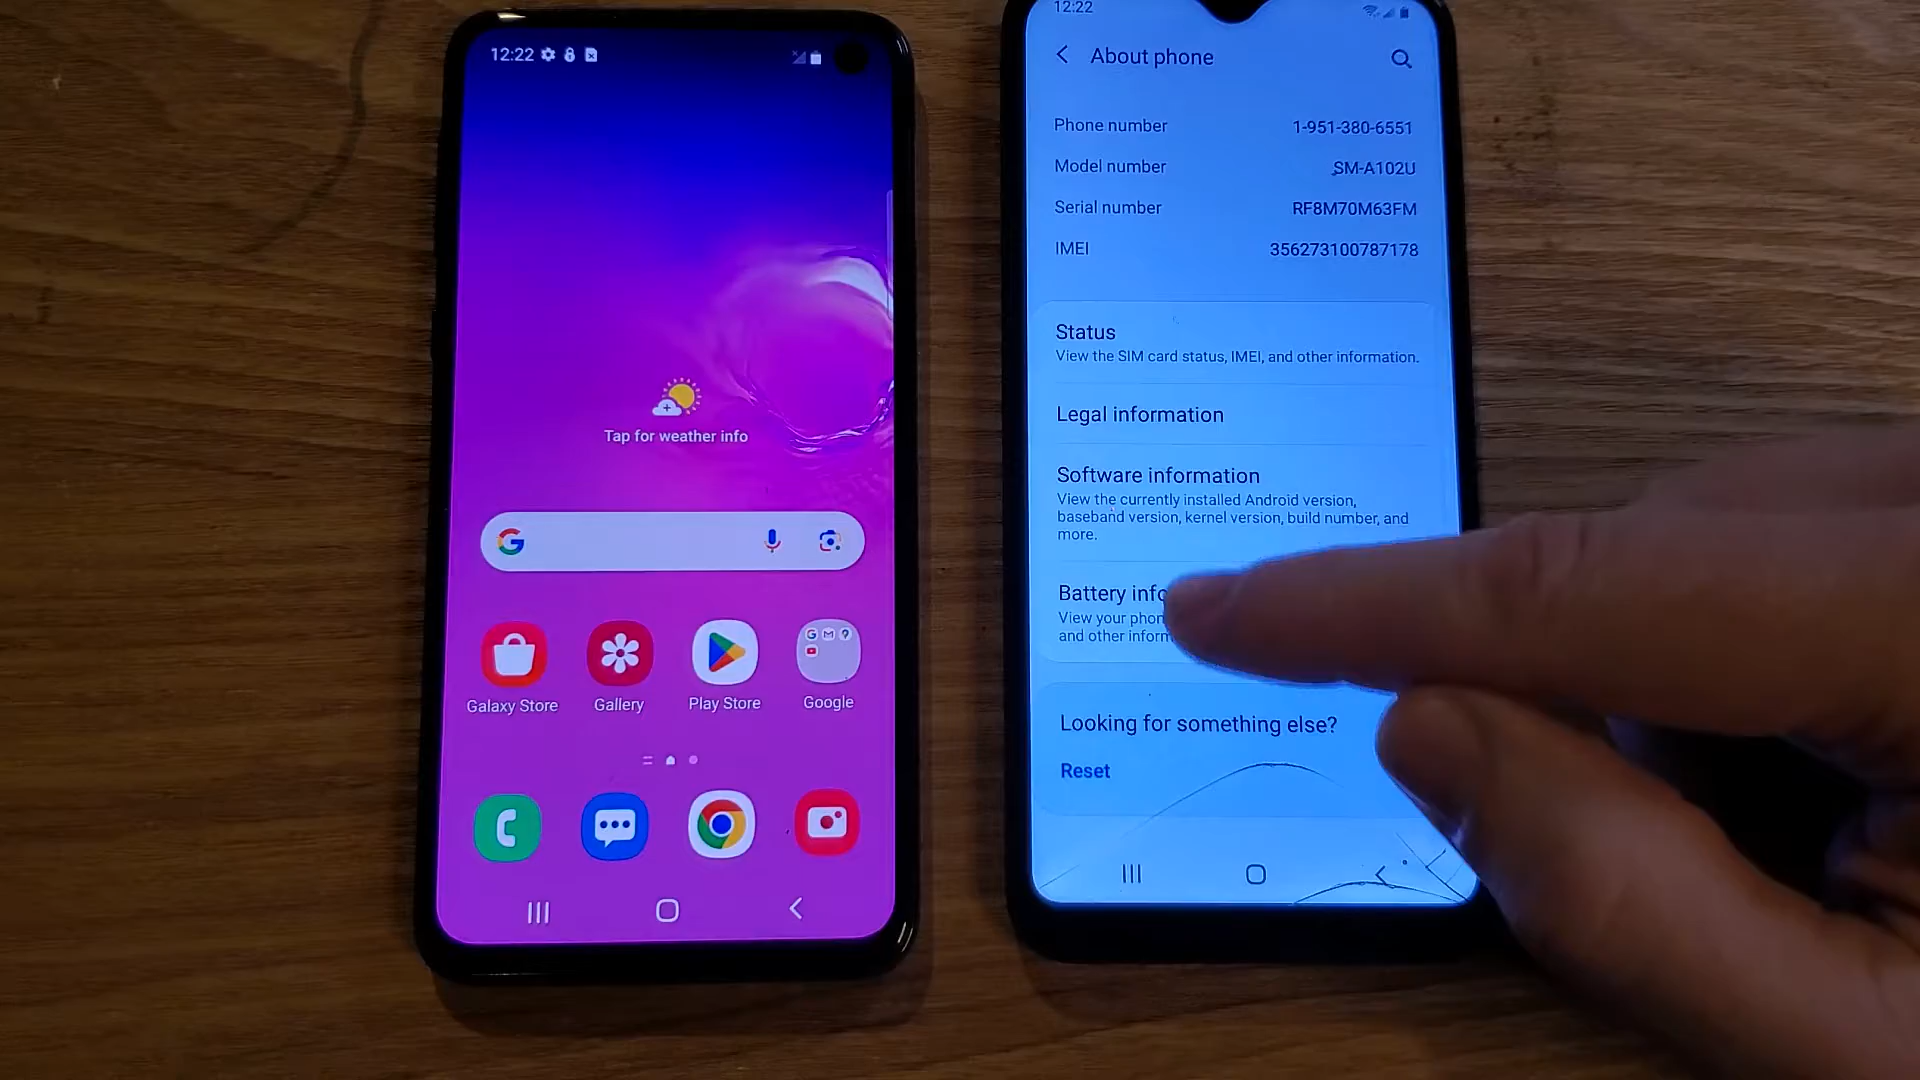 12:22
Tap for weather info
Galaxy Store
Gallery
Play Store
Google
12:22
About phone
Phone number 1-951-380-6551
Model number SM-A102U
Serial number RF8M70M63FM
IMEI 356273100787178
Status
View the SIM card status, IMEI, and other information.
Legal information
Software information
View the currently installed Android version,
baseband version, kernel version, build number, and
more.
Battery info
View your phon
and other inform
Looking for something else?
Reset